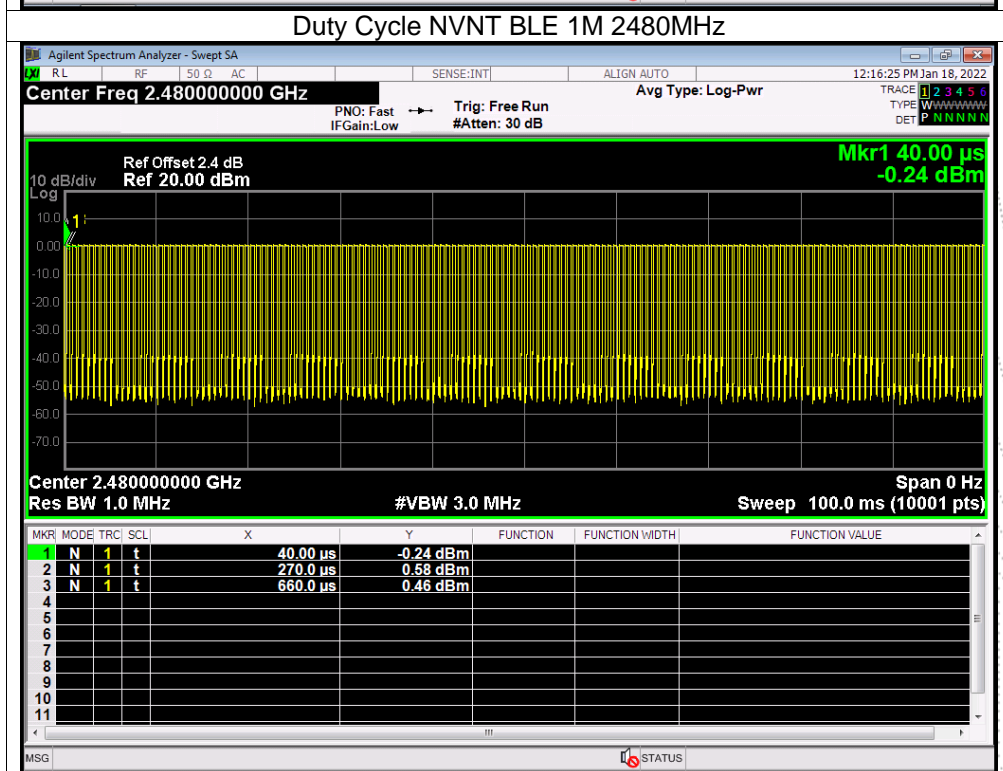 Duty Cycle NVNT BLE 1M 2480MHz
Agilent Spectrum Analyzer - Swept SA
LXI RL RF 50 Ω AC SENSE:INT ALIGN AUTO 12:16:25 PM Jan 18, 2022
Center Freq 2.480000000 GHz Avg Type: Log-Pwr TRACE 1 2 3 4 5 6
PNO: Fast Trig: Free Run TYPE WWWWWW
IFGain:Low #Atten: 30 dB DET P N N N N N
Mkr1 40.00 µs
Ref Offset 2.4 dB
10 dB/div Ref 20.00 dBm -0.24 dBm
Log
10.0
1
0.00
-10.0
-20.0
-30.0
-40.0
-50.0
-60.0
-70.0
Center 2.480000000 GHz Span 0 Hz
Res BW 1.0 MHz #VBW 3.0 MHz Sweep 100.0 ms (10001 pts)
MKR MODE TRC SCL X Y FUNCTION FUNCTION WIDTH FUNCTION VALUE
1 N 1 t 40.00 µs -0.24 dBm
2 N 1 t 270.0 µs 0.58 dBm
3 N 1 t 660.0 µs 0.46 dBm
4
5
6
7
8
9
10
11
MSG STATUS